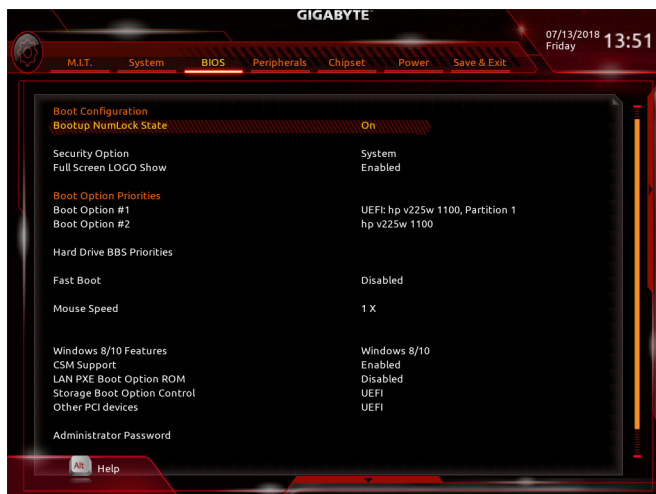 GIGABYTE™
07/13/2018
Friday
13:51
M.I.T. System BIOS Peripherals Chipset Power Save & Exit
Boot Configuration
Bootup NumLock State On
Security Option System
Full Screen LOGO Show Enabled
Boot Option Priorities
Boot Option #1 UEFI: hp v225w 1100, Partition 1
Boot Option #2 hp v225w 1100
Hard Drive BBS Priorities
Fast Boot Disabled
Mouse Speed 1 X
Windows 8/10 Features Windows 8/10
CSM Support Enabled
LAN PXE Boot Option ROM Disabled
Storage Boot Option Control UEFI
Other PCI devices UEFI
Administrator Password
Alt Help